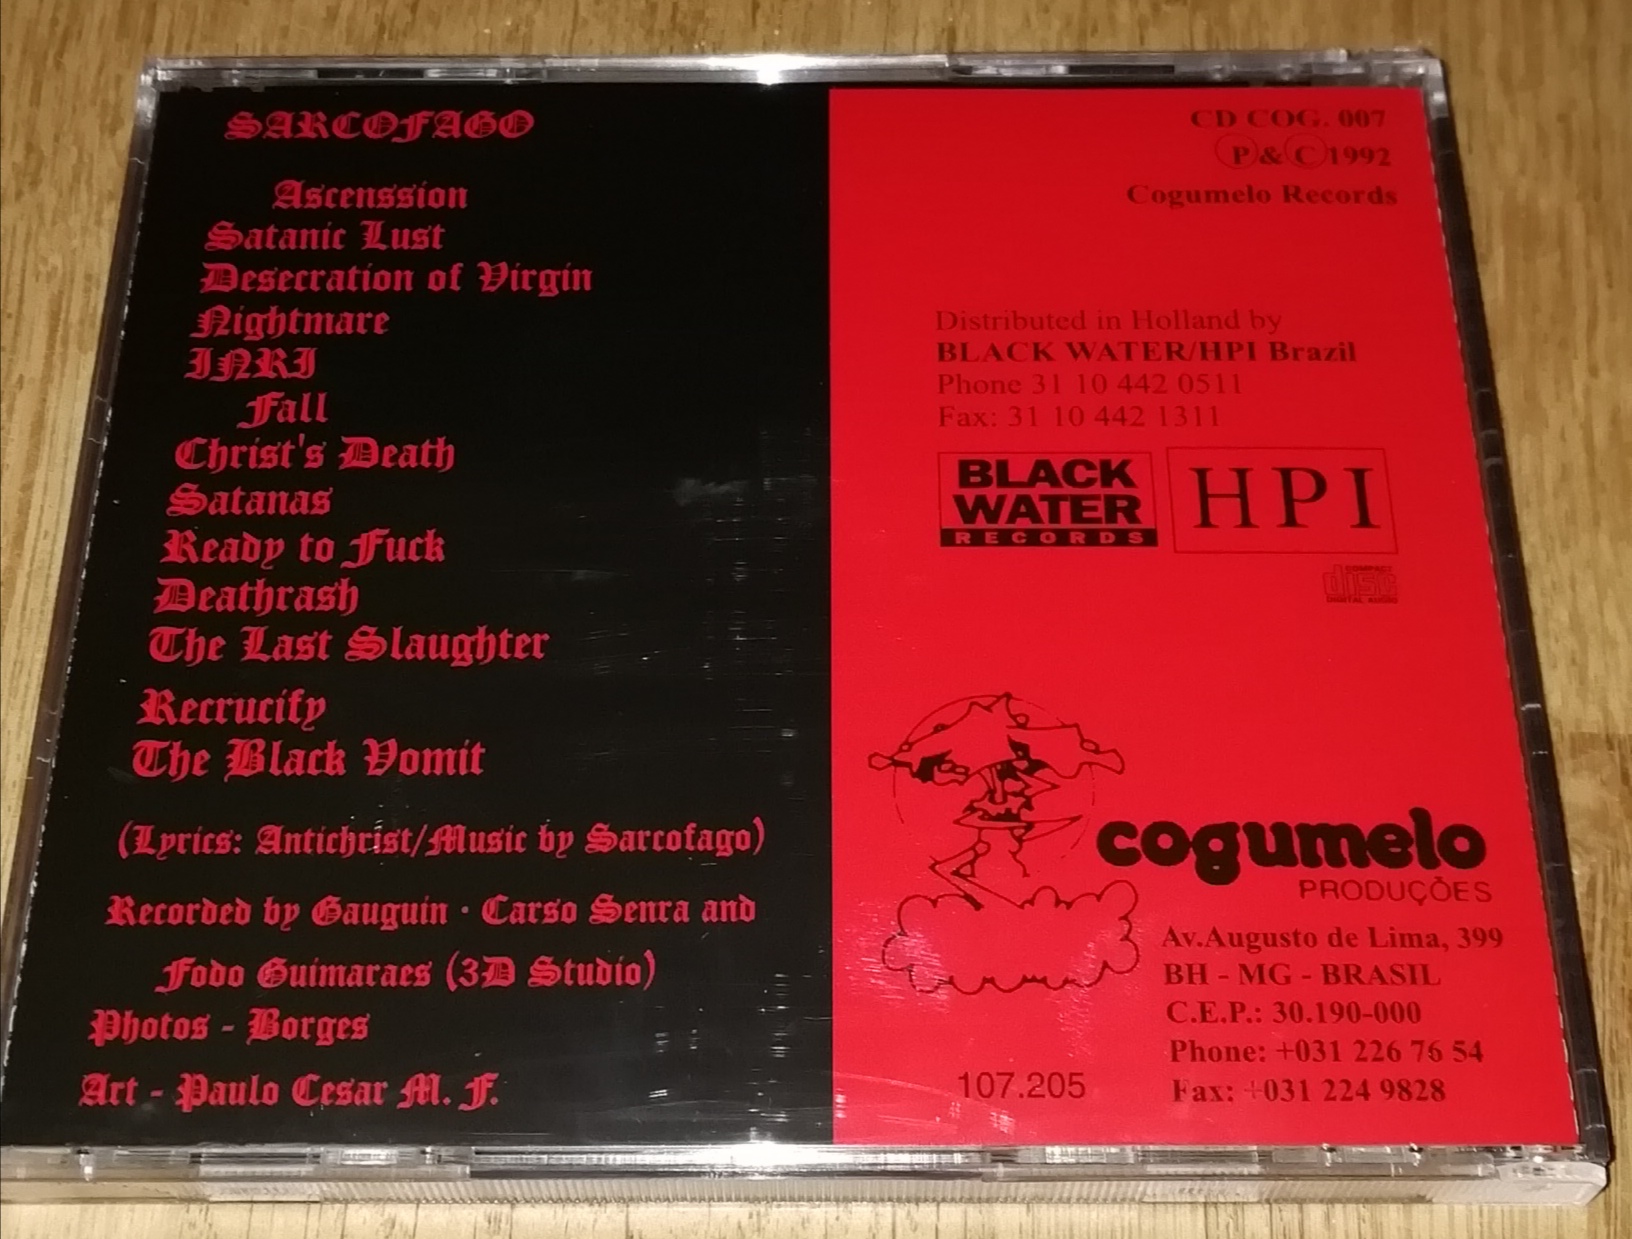 SARCOFAGO
Ascenssion
Satanic Lust
Desecration of Virgin
Nightmare
INRI
Fall
Christ's Death
Satanas
Ready to Fuck
Deathrash
The Last Slaughter
Recrucify
The Black Vomit
(Lyrics: Antichrist/Music by Sarcofago)
Recorded by Gauguin · Carso Senra and
Fodo Guimaraes (3D Studio)
Photos - Borges
Art - Paulo Cesar M. F.
CD COG. 007
P & C 1992
Cogumelo Records
Distributed in Holland by
BLACK WATER/HPI Brazil
Phone 31 10 442 0511
Fax: 31 10 442 1311
BLACK
WATER
RECORDS
HPI
COMPACT
disc
DIGITAL AUDIO
cogumelo
PRODUÇÕES
Av.Augusto de Lima, 399
BH - MG - BRASIL
C.E.P.: 30.190-000
Phone: +031 226 76 54
Fax: +031 224 9828
107.205